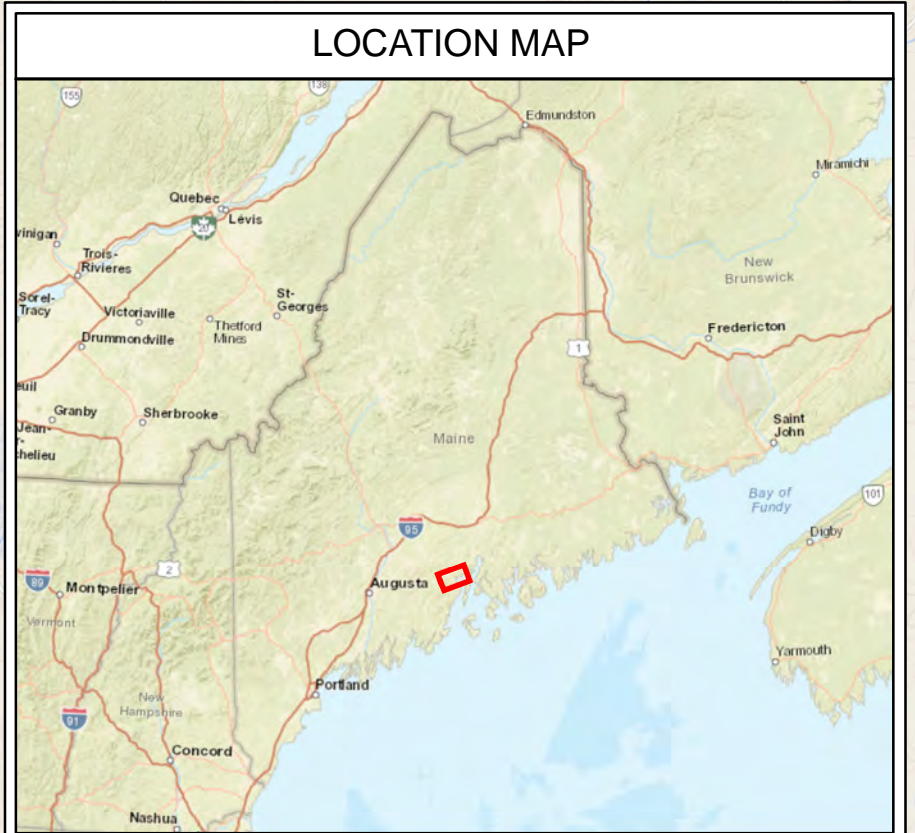 LOCATION MAP
155
138
Edmundston
Miramichi
Quebec
Lévis
20
vinigan
Trois-
Rivieres
New
Brunswick
Sorel-
Tracy
Victoriaville
St-
Georges
Thetford
Mines
Drummondville
Fredericton
1
euil
Granby
Sherbrooke
Jean-
r-
chelieu
Maine
Saint
John
Bay of
Fundy
101
95
Digby
2
89
Montpelier
Augusta
Vermont
Yarmouth
Portland
New
Hampshire
91
Concord
Nashua